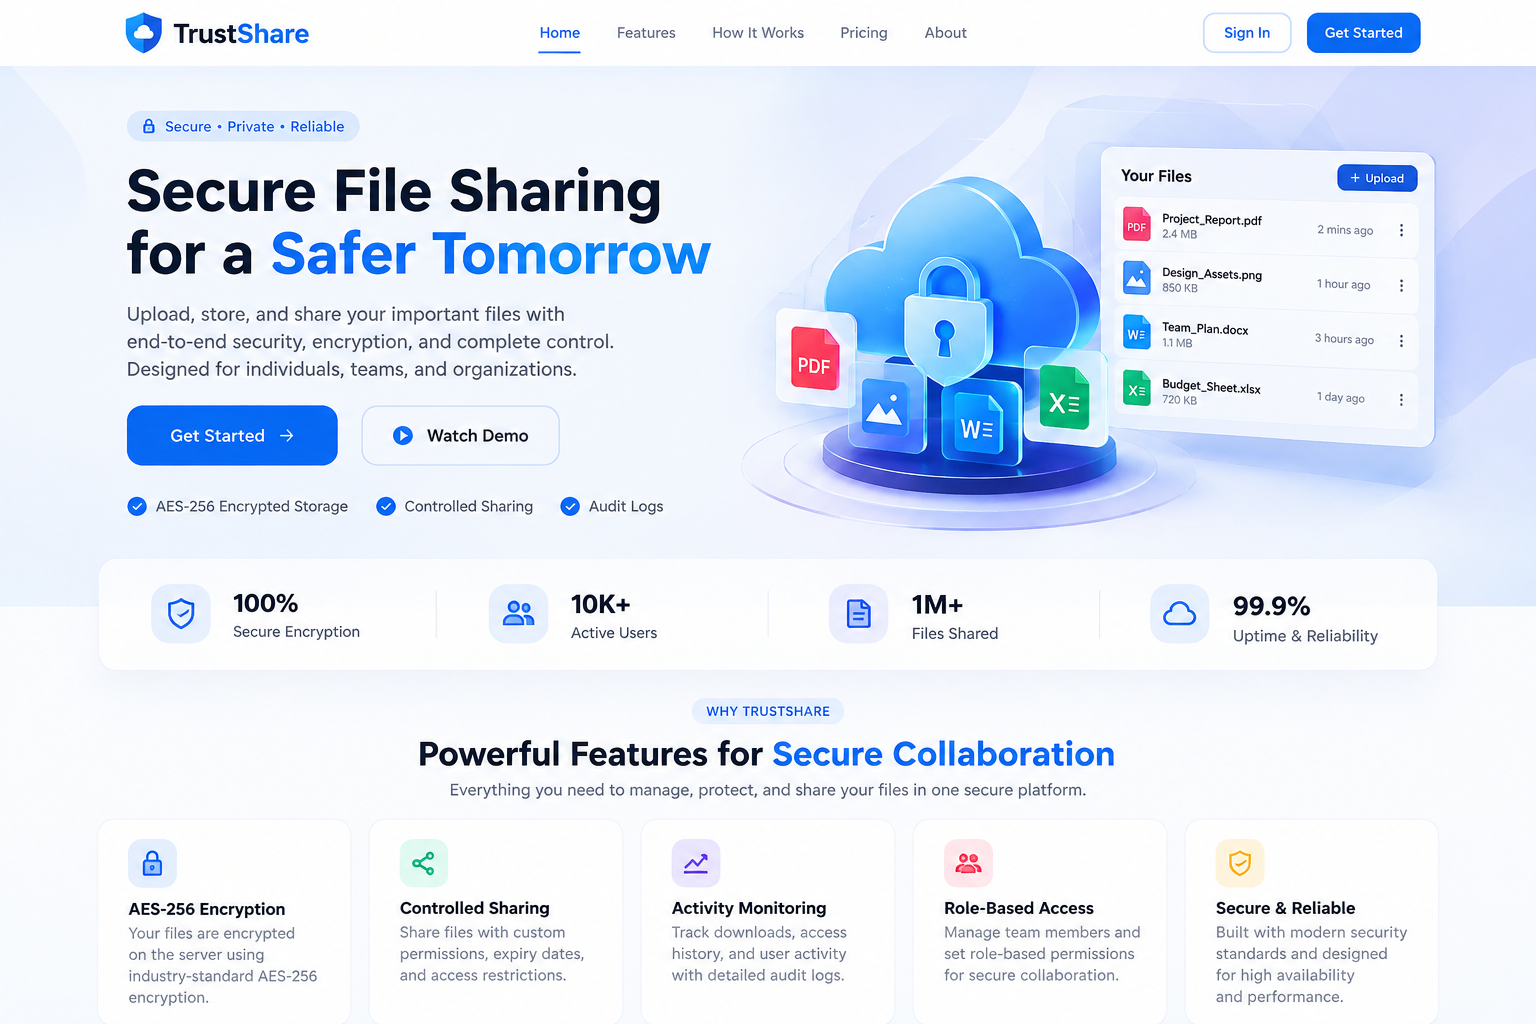 TrustShare
Home
Features
How It Works
Pricing
About
Sign In
Get Started
Secure • Private • Reliable
Secure File Sharing
for a Safer Tomorrow
Upload, store, and share your important files with
end-to-end security, encryption, and complete control.
Designed for individuals, teams, and organizations.
Get Started →
Watch Demo
AES-256 Encrypted Storage
Controlled Sharing
Audit Logs
PDF
W
X
Your Files
+ Upload
PDF
Project_Report.pdf
2.4 MB
2 mins ago
Design_Assets.png
850 KB
1 hour ago
W
Team_Plan.docx
1.1 MB
3 hours ago
X
Budget_Sheet.xlsx
720 KB
1 day ago
100%
Secure Encryption
10K+
Active Users
1M+
Files Shared
99.9%
Uptime & Reliability
WHY TRUSTSHARE
Powerful Features for Secure Collaboration
Everything you need to manage, protect, and share your files in one secure platform.
AES-256 Encryption
Your files are encrypted
on the server using
industry-standard AES-256
encryption.
Controlled Sharing
Share files with custom
permissions, expiry dates,
and access restrictions.
Activity Monitoring
Track downloads, access
history, and user activity
with detailed audit logs.
Role-Based Access
Manage team members and
set role-based permissions
for secure collaboration.
Secure & Reliable
Built with modern security
standards and designed
for high availability
and performance.